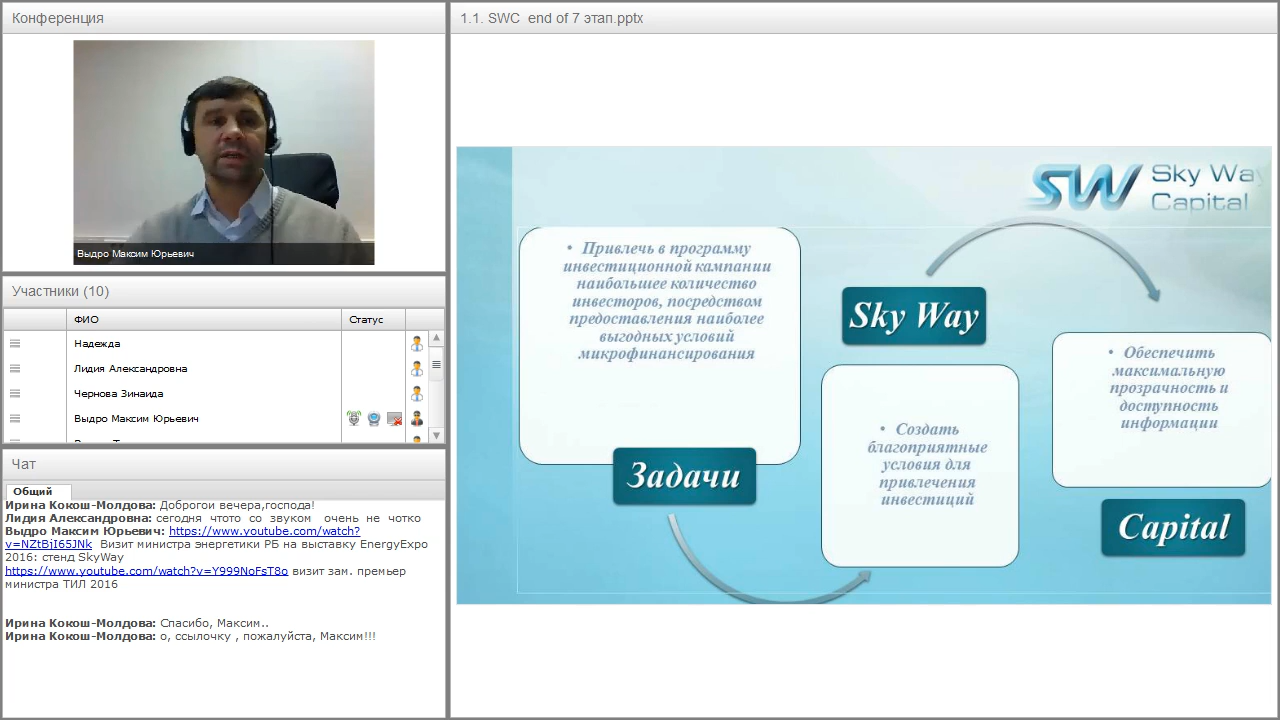 Конференция
Выдро Максим Юрьевич
Участники (10)
ФИО
Статус
Надежда
Лидия Александровна
Чернова Зинаида
Выдро Максим Юрьевич
Чат
Общий
Ирина Кокош-Молдова: Доброгои вечера,господа!
Лидия Александровна: сегодня чтото со звуком очень не чотко
Выдро Максим Юрьевич: https://www.youtube.com/watch?
v=NZtBjI65JNk Визит министра энергетики РБ на выставку EnergyExpo
2016: стенд SkyWay
https://www.youtube.com/watch?v=Y999NoFsT8o визит зам. премьер
министра ТИЛ 2016
Ирина Кокош-Молдова: Спасибо, Максим..
Ирина Кокош-Молдова: о, ссылочку , пожалуйста, Максим!!!
1.1. SWC end of 7 этап.pptx
SW Sky Way
Capital
• Привлечь в программу
инвестиционной кампании
наибольшее количество
инвесторов, посредством
предоставления наиболее
выгодных условий
микрофинансирования
Задачи
Sky Way
• Создать
благоприятные
условия для
привлечения
инвестиций
• Обеспечить
максимальную
прозрачность и
доступность
информации
Capital